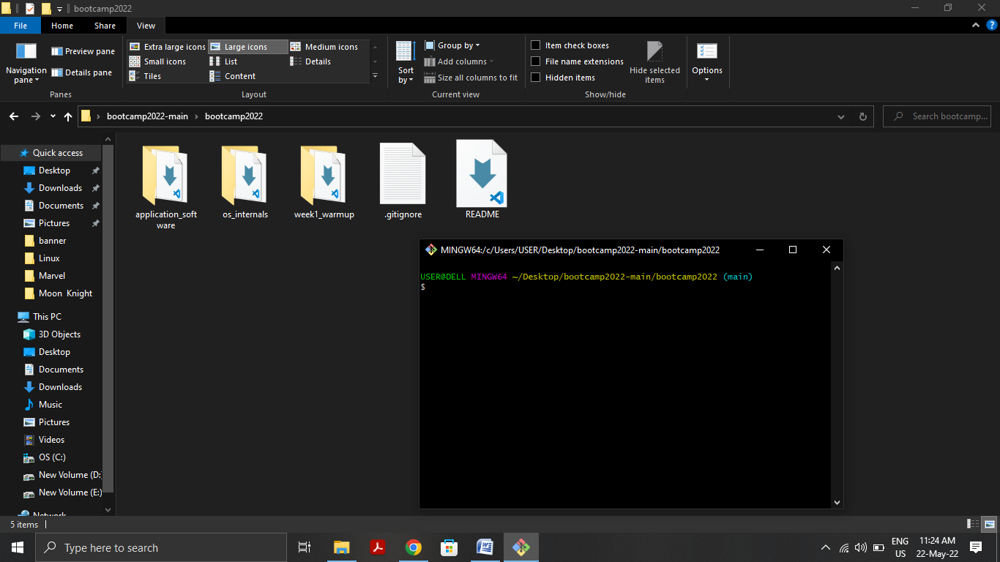 bootcamp2022
File Home Share View
Navigation pane
Preview pane
Details pane
Panes
Extra large icons
Large icons
Medium icons
Small icons
List
Details
Tiles
Content
Layout
Sort by
Group by
Add columns
Size all columns to fit
Current view
Item check boxes
File name extensions
Hidden items
Hide selected items
Show/hide
Options
bootcamp2022-main
bootcamp2022
Search bootcamp...
Quick access
Desktop
Downloads
Documents
Pictures
banner
Linux
Marvel
Moon Knight
This PC
3D Objects
Desktop
Documents
Downloads
Music
Pictures
Videos
OS (C:)
New Volume (D:
New Volume (E:)
Network
application_soft
ware
os_internals
week1_warmup
.gitignore
README
MINGW64:/c/Users/USER/Desktop/bootcamp2022-main/bootcamp2022
USER@DELL MINGW64 ~/Desktop/bootcamp2022-main/bootcamp2022 (main)
$
5 items
Type here to search
ENG
US
11:24 AM
22-May-22